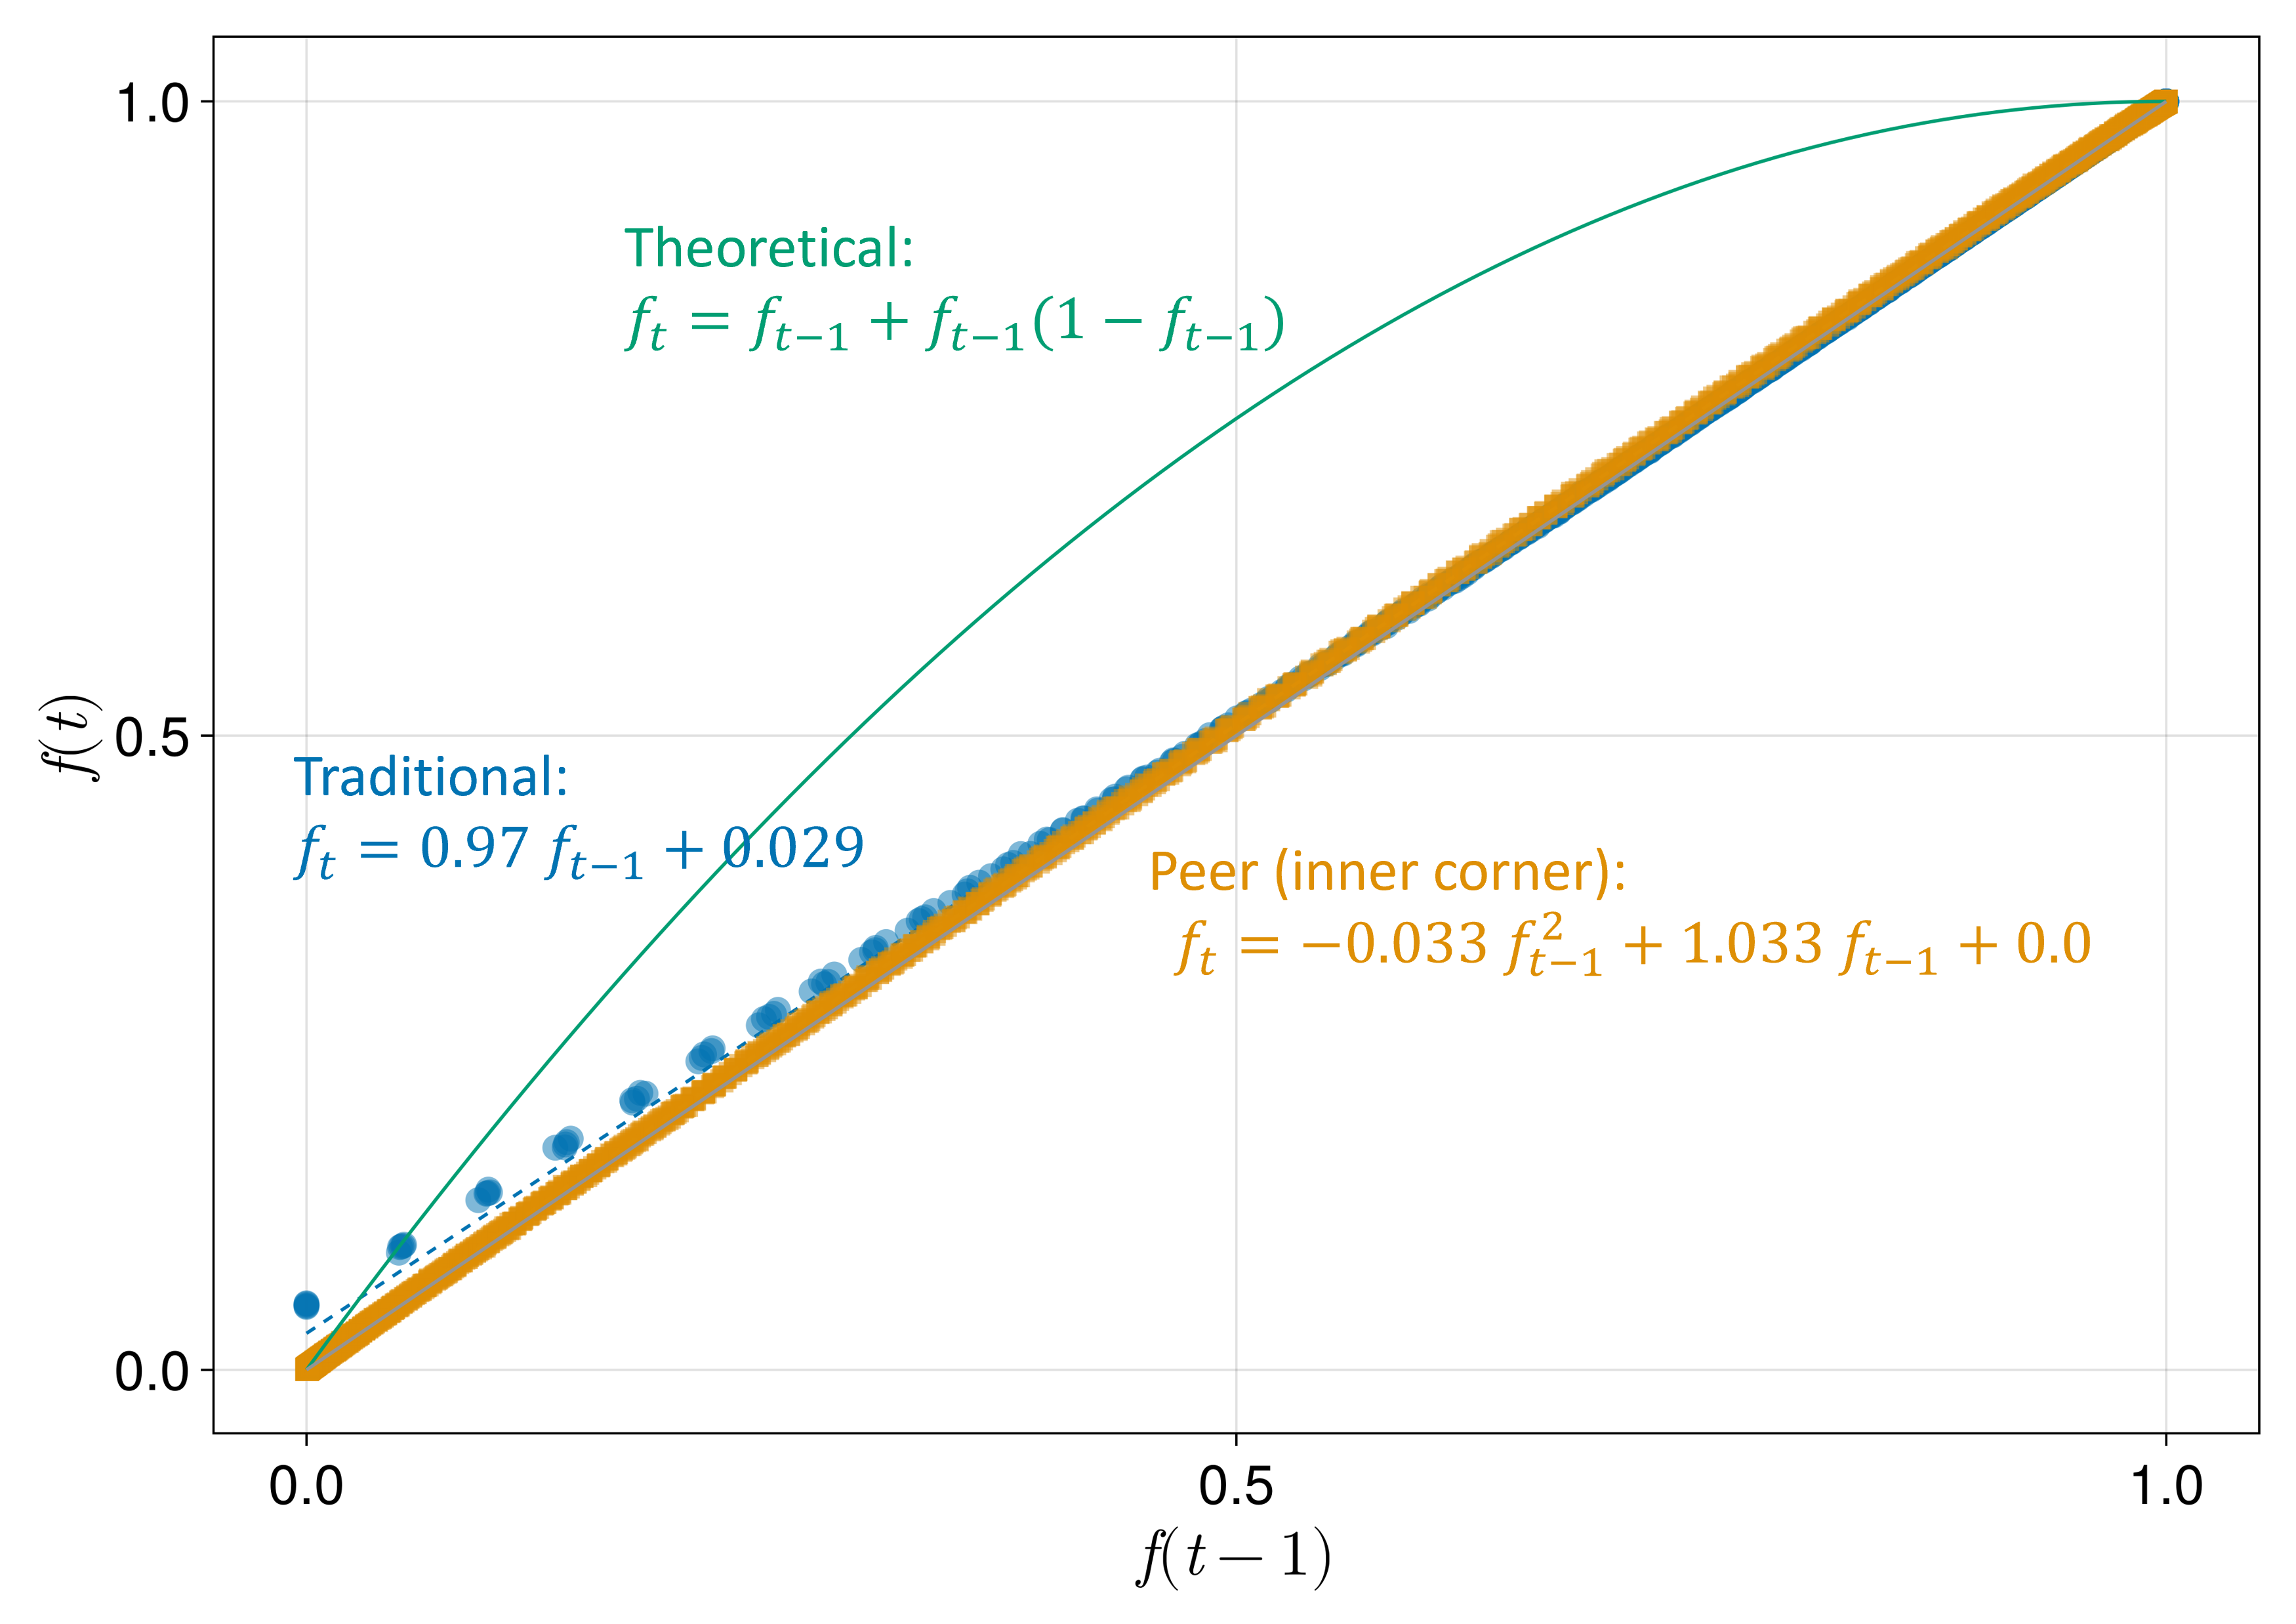 1.0
Theoretical:
f_t = f_{t−1} + f_{t−1}(1 − f_{t−1})
f(t)
0.5
Traditional:
f_t = 0.97 f_{t−1} + 0.029
Peer (inner corner):
f_t = −0.033 f_{t−1}^2 + 1.033 f_{t−1} + 0.0
0.0
0.0 0.5 1.0
f(t − 1)